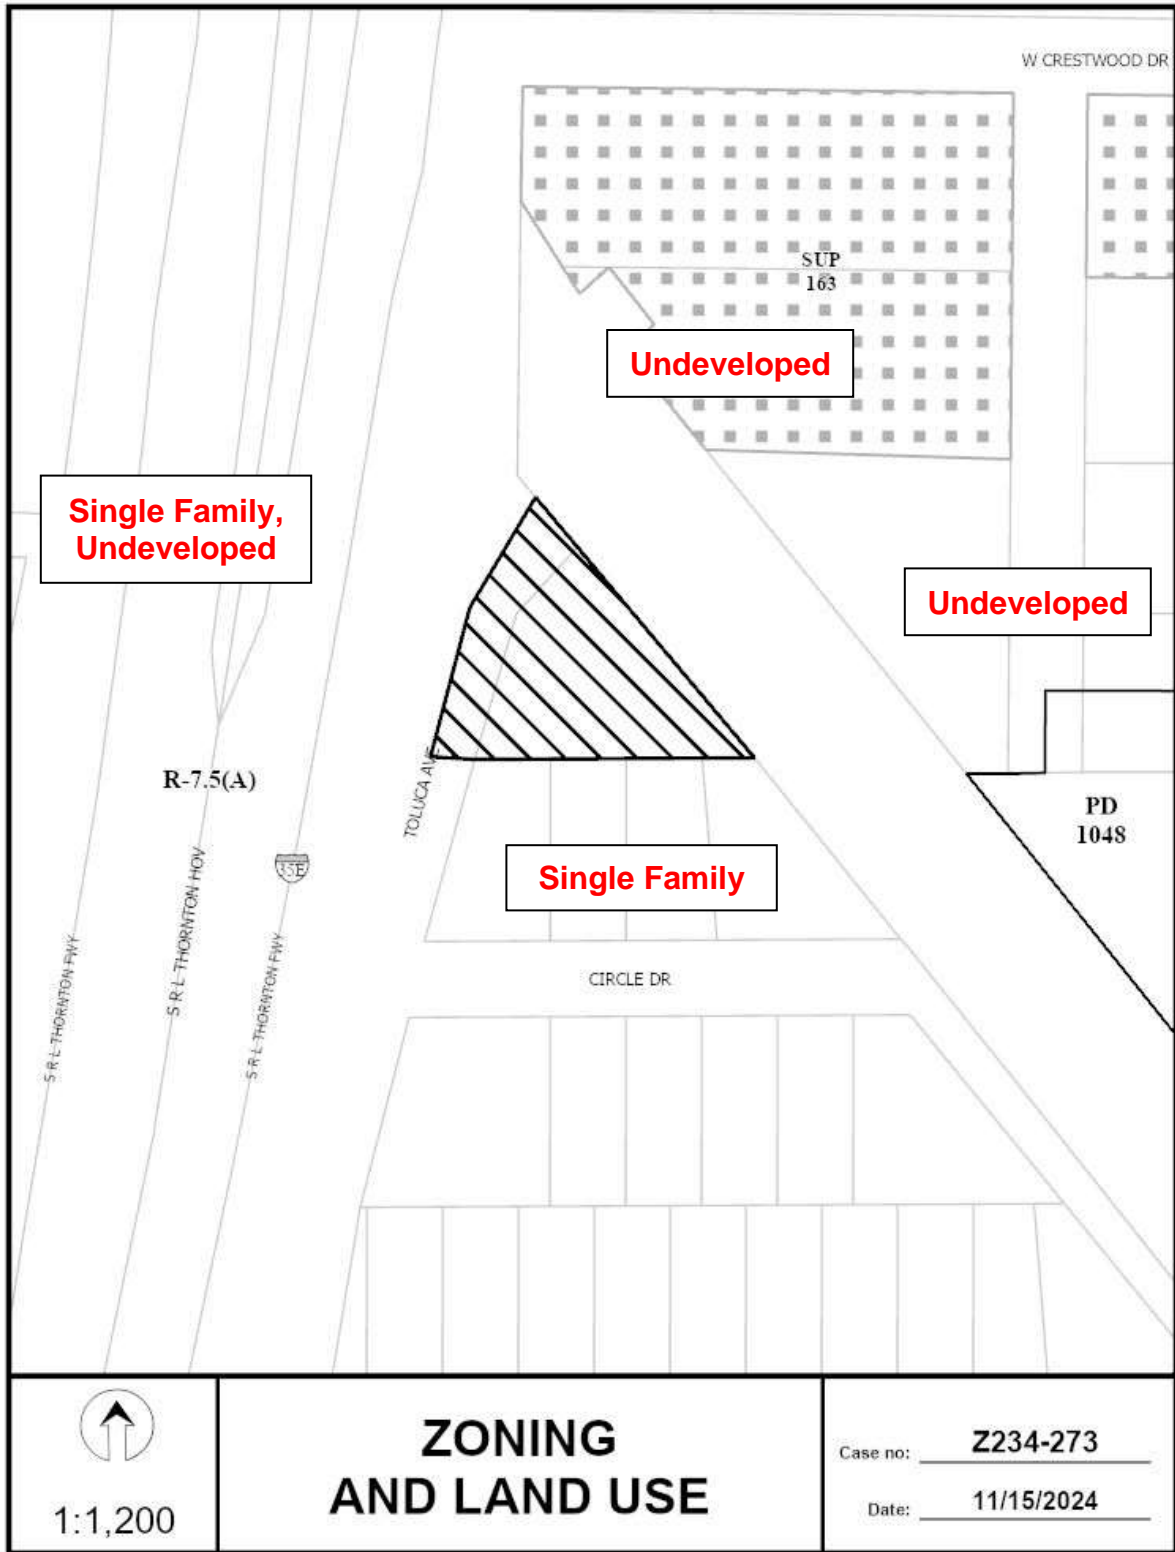 W CRESTWOOD DR
SUP
163
Undeveloped
Single Family,
Undeveloped
Undeveloped
R-7.5(A)
TOLUCA AVE
PD
1048
35E
Single Family
S R L THORNTON FWY
S R L THORNTON HOV
S R L THORNTON FWY
CIRCLE DR
1:1,200
ZONING
AND LAND USE
Case no: Z234-273
Date: 11/15/2024